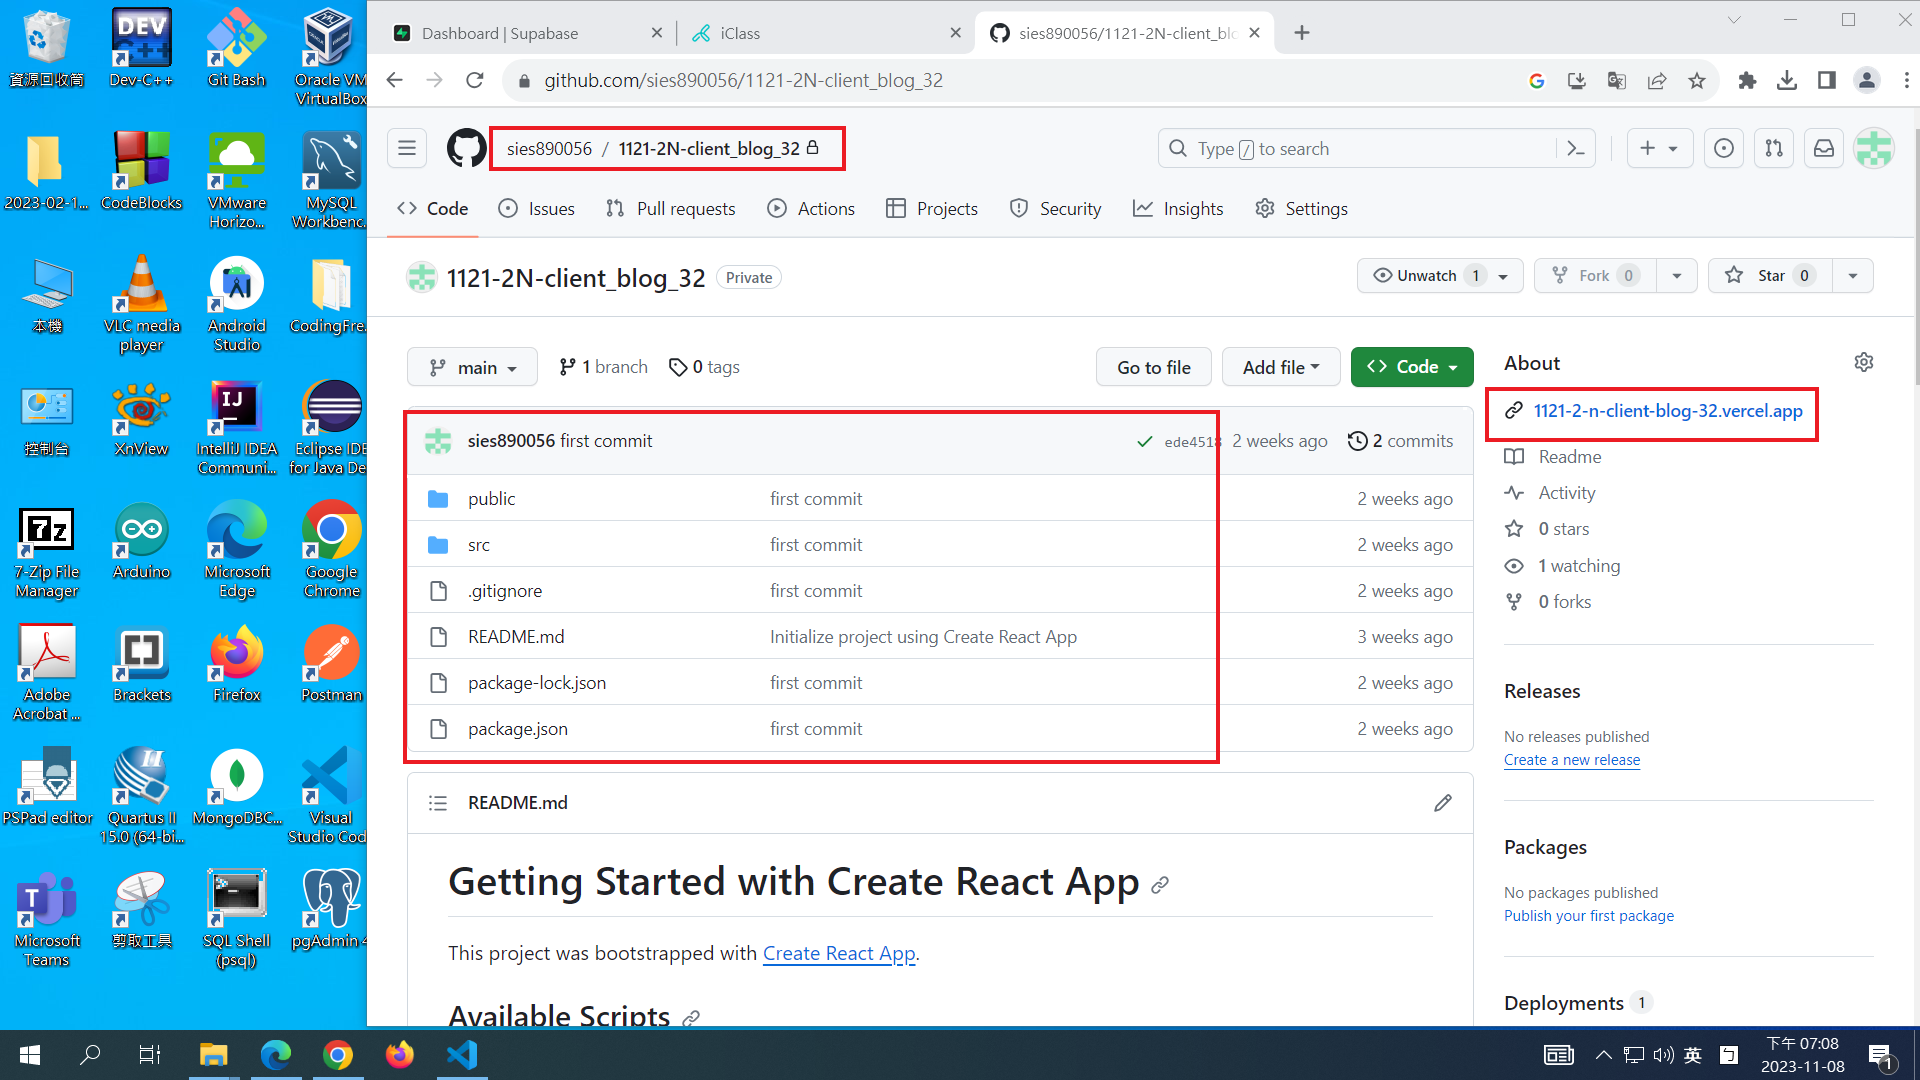 Dashboard | Supabase
iClass
sies890056/1121-2N-client_blo
github.com/sies890056/1121-2N-client_blog_32
sies890056 / 1121-2N-client_blog_32
Type / to search
Code
Issues
Pull requests
Actions
Projects
Security
Insights
Settings
1121-2N-client_blog_32
Private
Unwatch 1
Fork 0
Star 0
main
1 branch
0 tags
Go to file
Add file
Code
sies890056 first commit
ede4518
2 weeks ago
2 commits
public
first commit
2 weeks ago
src
first commit
2 weeks ago
.gitignore
first commit
2 weeks ago
README.md
Initialize project using Create React App
3 weeks ago
package-lock.json
first commit
2 weeks ago
package.json
first commit
2 weeks ago
README.md
Getting Started with Create React App
This project was bootstrapped with Create React App.
Available Scripts
About
1121-2-n-client-blog-32.vercel.app
Readme
Activity
0 stars
1 watching
0 forks
Releases
No releases published
Create a new release
Packages
No packages published
Publish your first package
Deployments 1
資源回收筒
DEV
Dev-C++
Git Bash
Oracle VM
VirtualBox
2023-02-1...
CodeBlocks
VMware
Horizo...
MySQL
Workbenc...
本機
VLC media
player
Android
Studio
CodingFre...
控制台
XnView
IJ
IntelliJ IDEA
Communi...
Eclipse IDE
for Java De
7z
7-Zip File
Manager
Arduino
Microsoft
Edge
Google
Chrome
Adobe
Acrobat ...
Brackets
Firefox
Postman
PSPad editor
II
Quartus II
15.0 (64-bi...
MongoDBC...
Visual
Studio Cod
T
Microsoft
Teams
剪取工具
SQL Shell
(psql)
pgAdmin 4
英
ㄅ
下午 07:08
2023-11-08
1